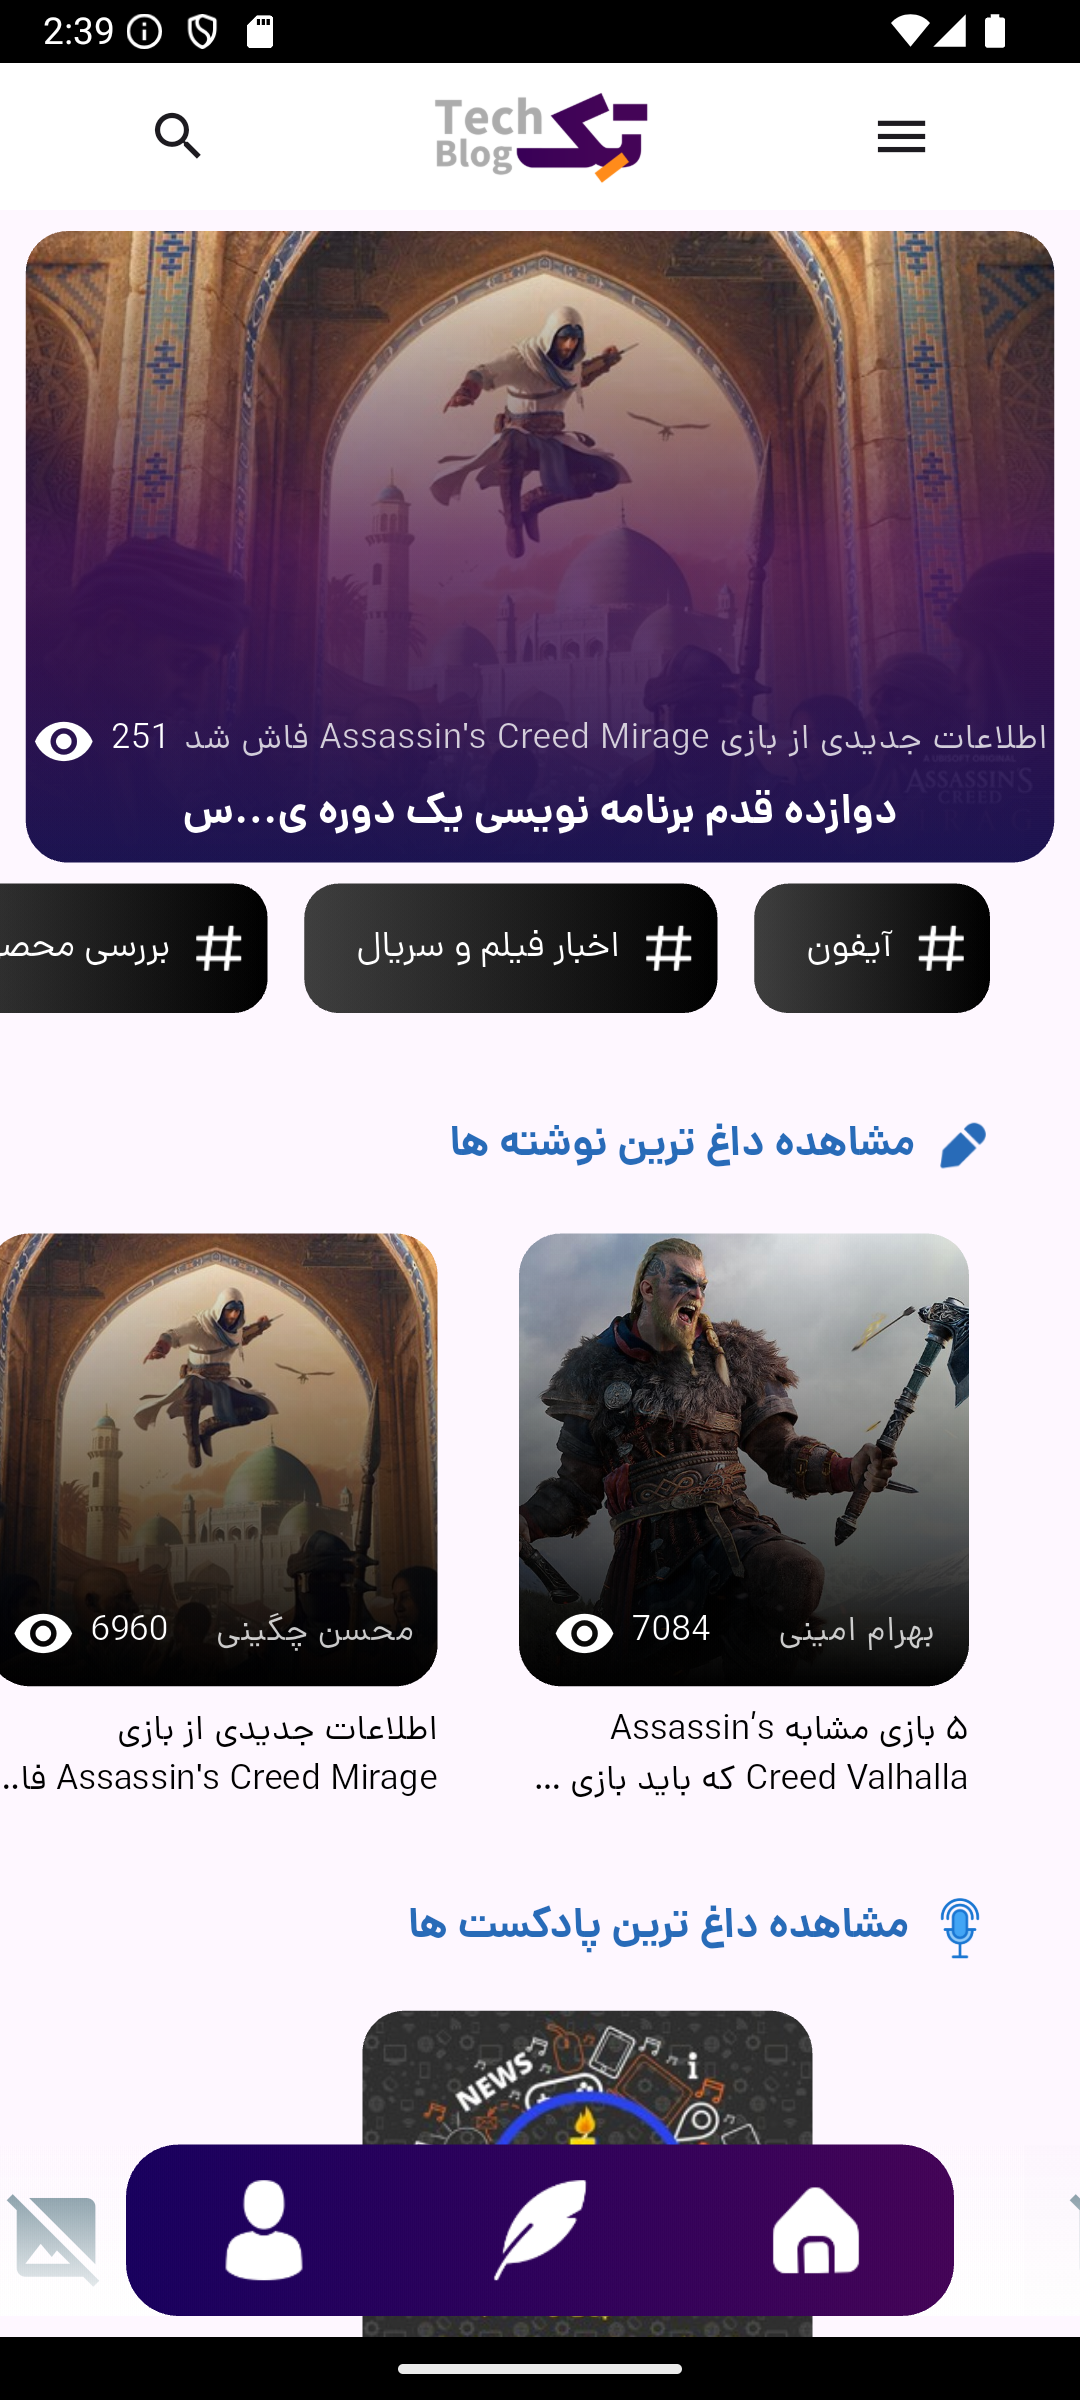 2:39
Tech
Blog
تک
اطلاعات جدیدی از بازی Assassin's Creed Mirage فاش شد 251
ASSASSIN'S
CREED
دوازده قدم برنامه نویسی یک دوره ی...س
# آیفون
# اخبار فیلم و سریال
# بررسی محصو
مشاهده داغ ترین نوشته ها
بهرام امینی 7084
۵ بازی مشابه Assassin's
Creed Valhalla که باید بازی ...
محسن چگینی 6960
اطلاعات جدیدی از بازی
Assassin's Creed Mirage فا..
مشاهده داغ ترین پادکست ها
NEWS